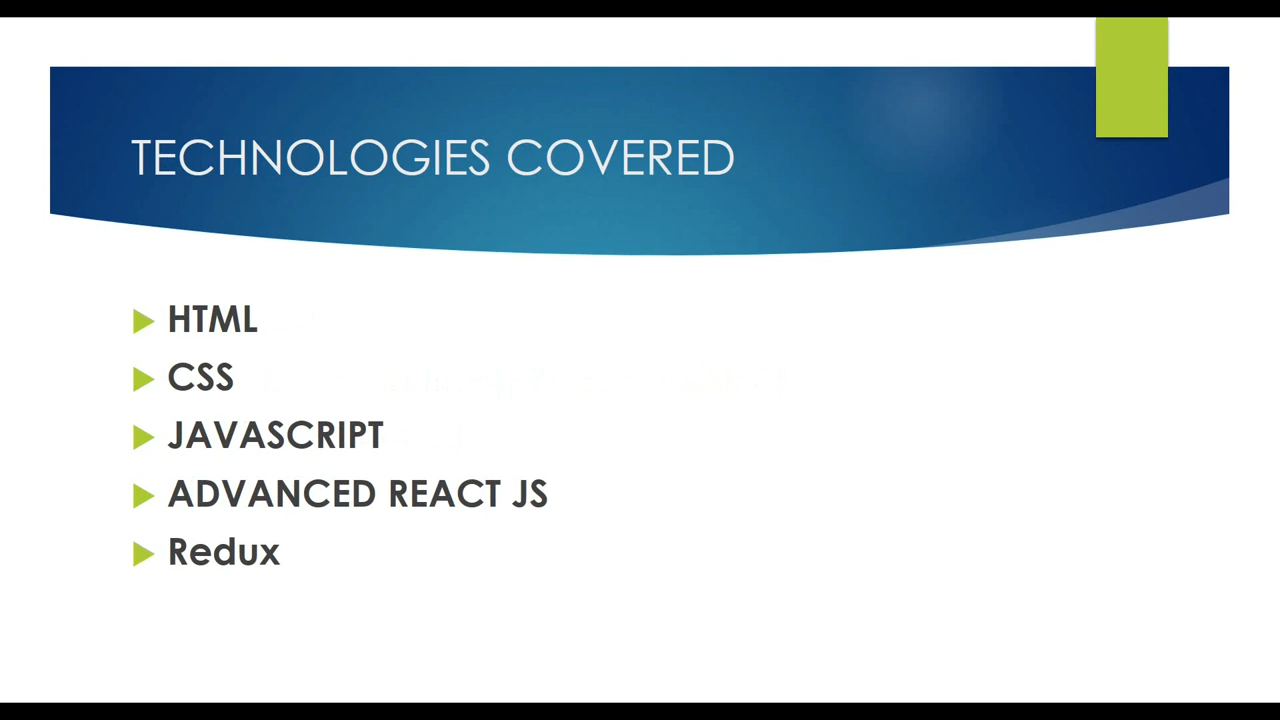 TECHNOLOGIES COVERED
HTML
CSS
JAVASCRIPT
ADVANCED REACT JS
Redux